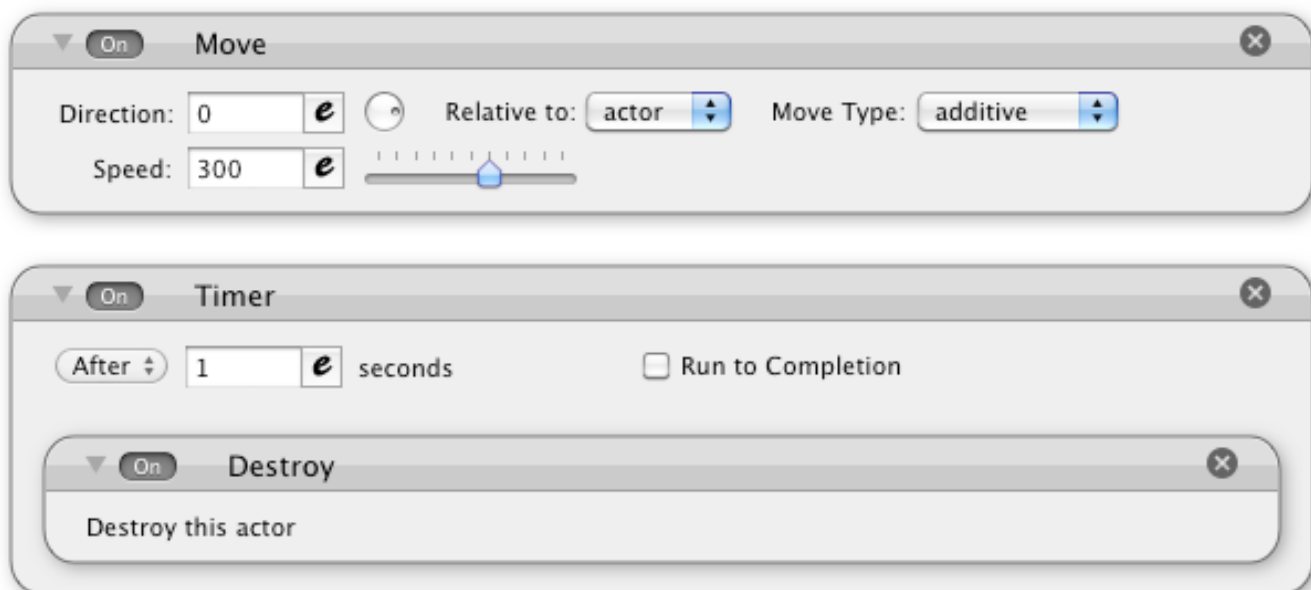 On Move
Direction: 0 e Relative to: actor Move Type: additive
Speed: 300 e
On Timer
After 1 e seconds Run to Completion
On Destroy
Destroy this actor